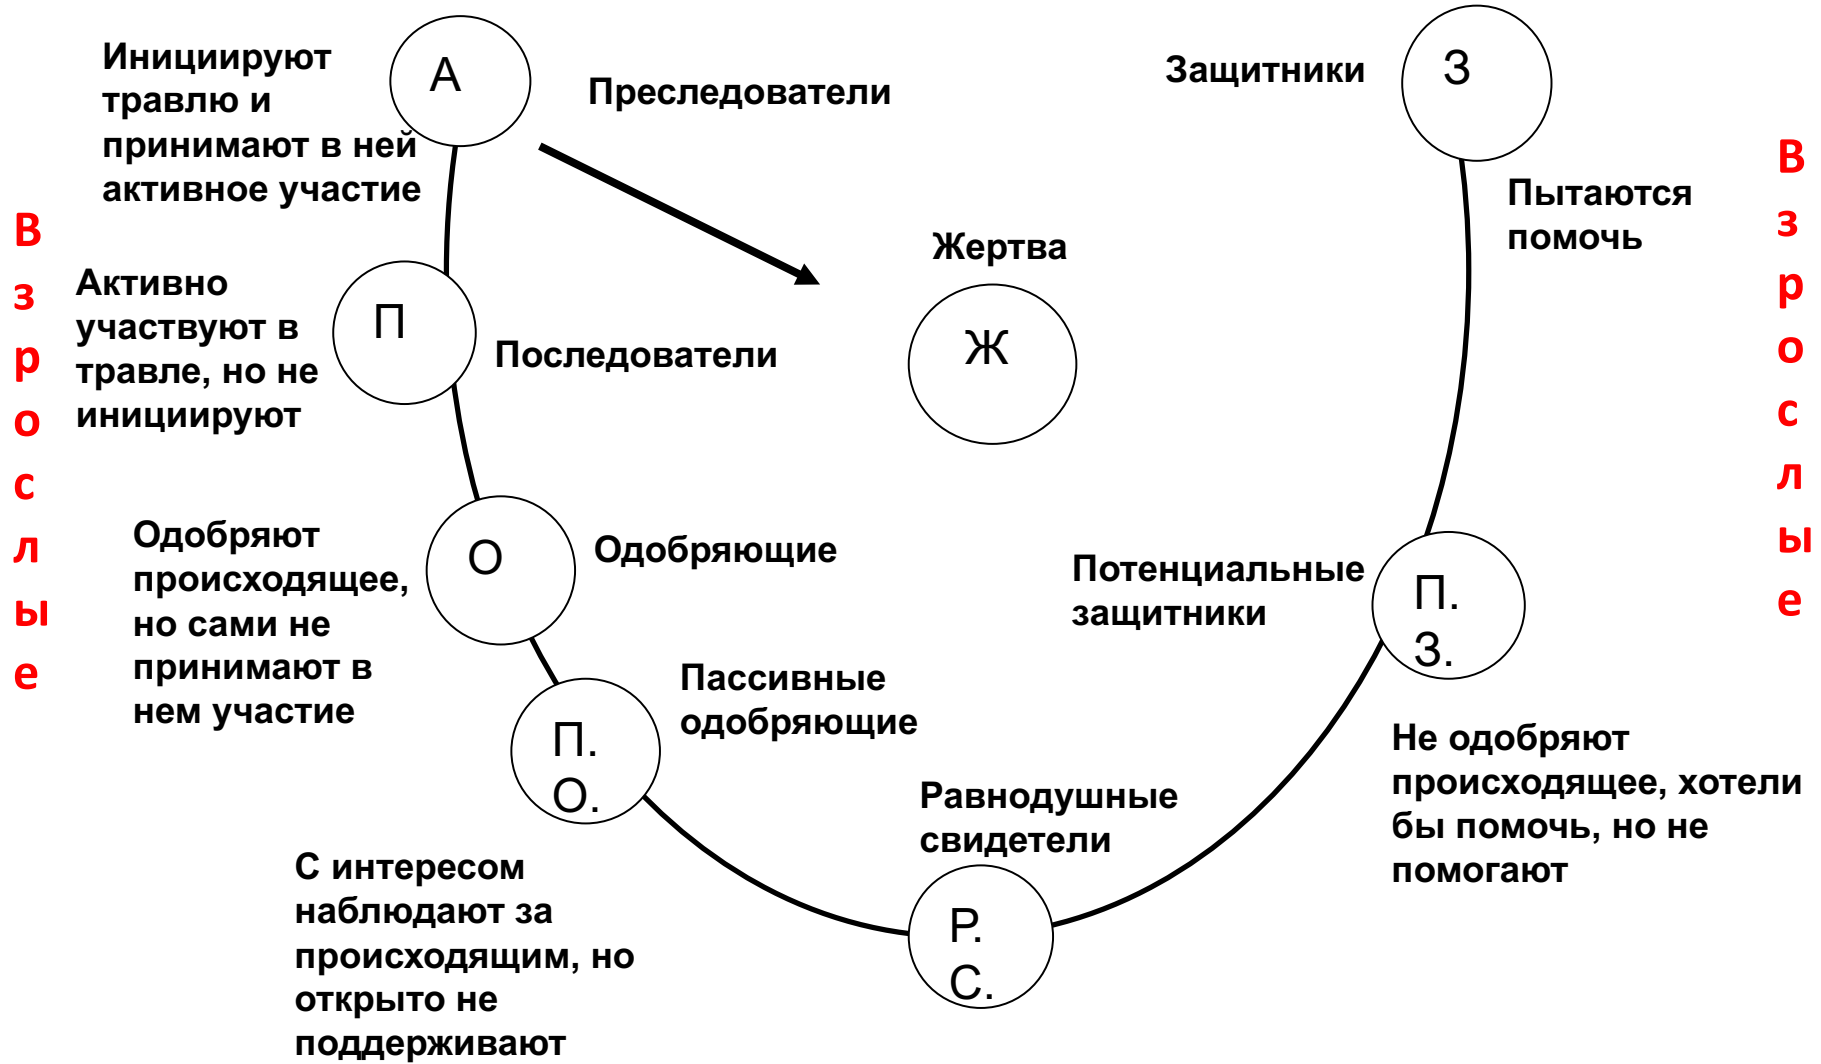 Инициируют
травлю и
принимают в ней
активное участие
А
Преследователи
Защитники
З
Пытаются
помочь
В
з
р
о
с
л
ы
е
В
з
р
о
с
л
ы
е
Жертва
Ж
Активно
участвуют в
травле, но не
инициируют
П
Последователи
Одобряют
происходящее,
но сами не
принимают в
нем участие
О
Одобряющие
Потенциальные
защитники
П.
З.
Пассивные
одобряющие
П.
О.
Не одобряют
происходящее, хотели
бы помочь, но не
помогают
Равнодушные
свидетели
Р.
С.
С интересом
наблюдают за
происходящим, но
открыто не
поддерживают